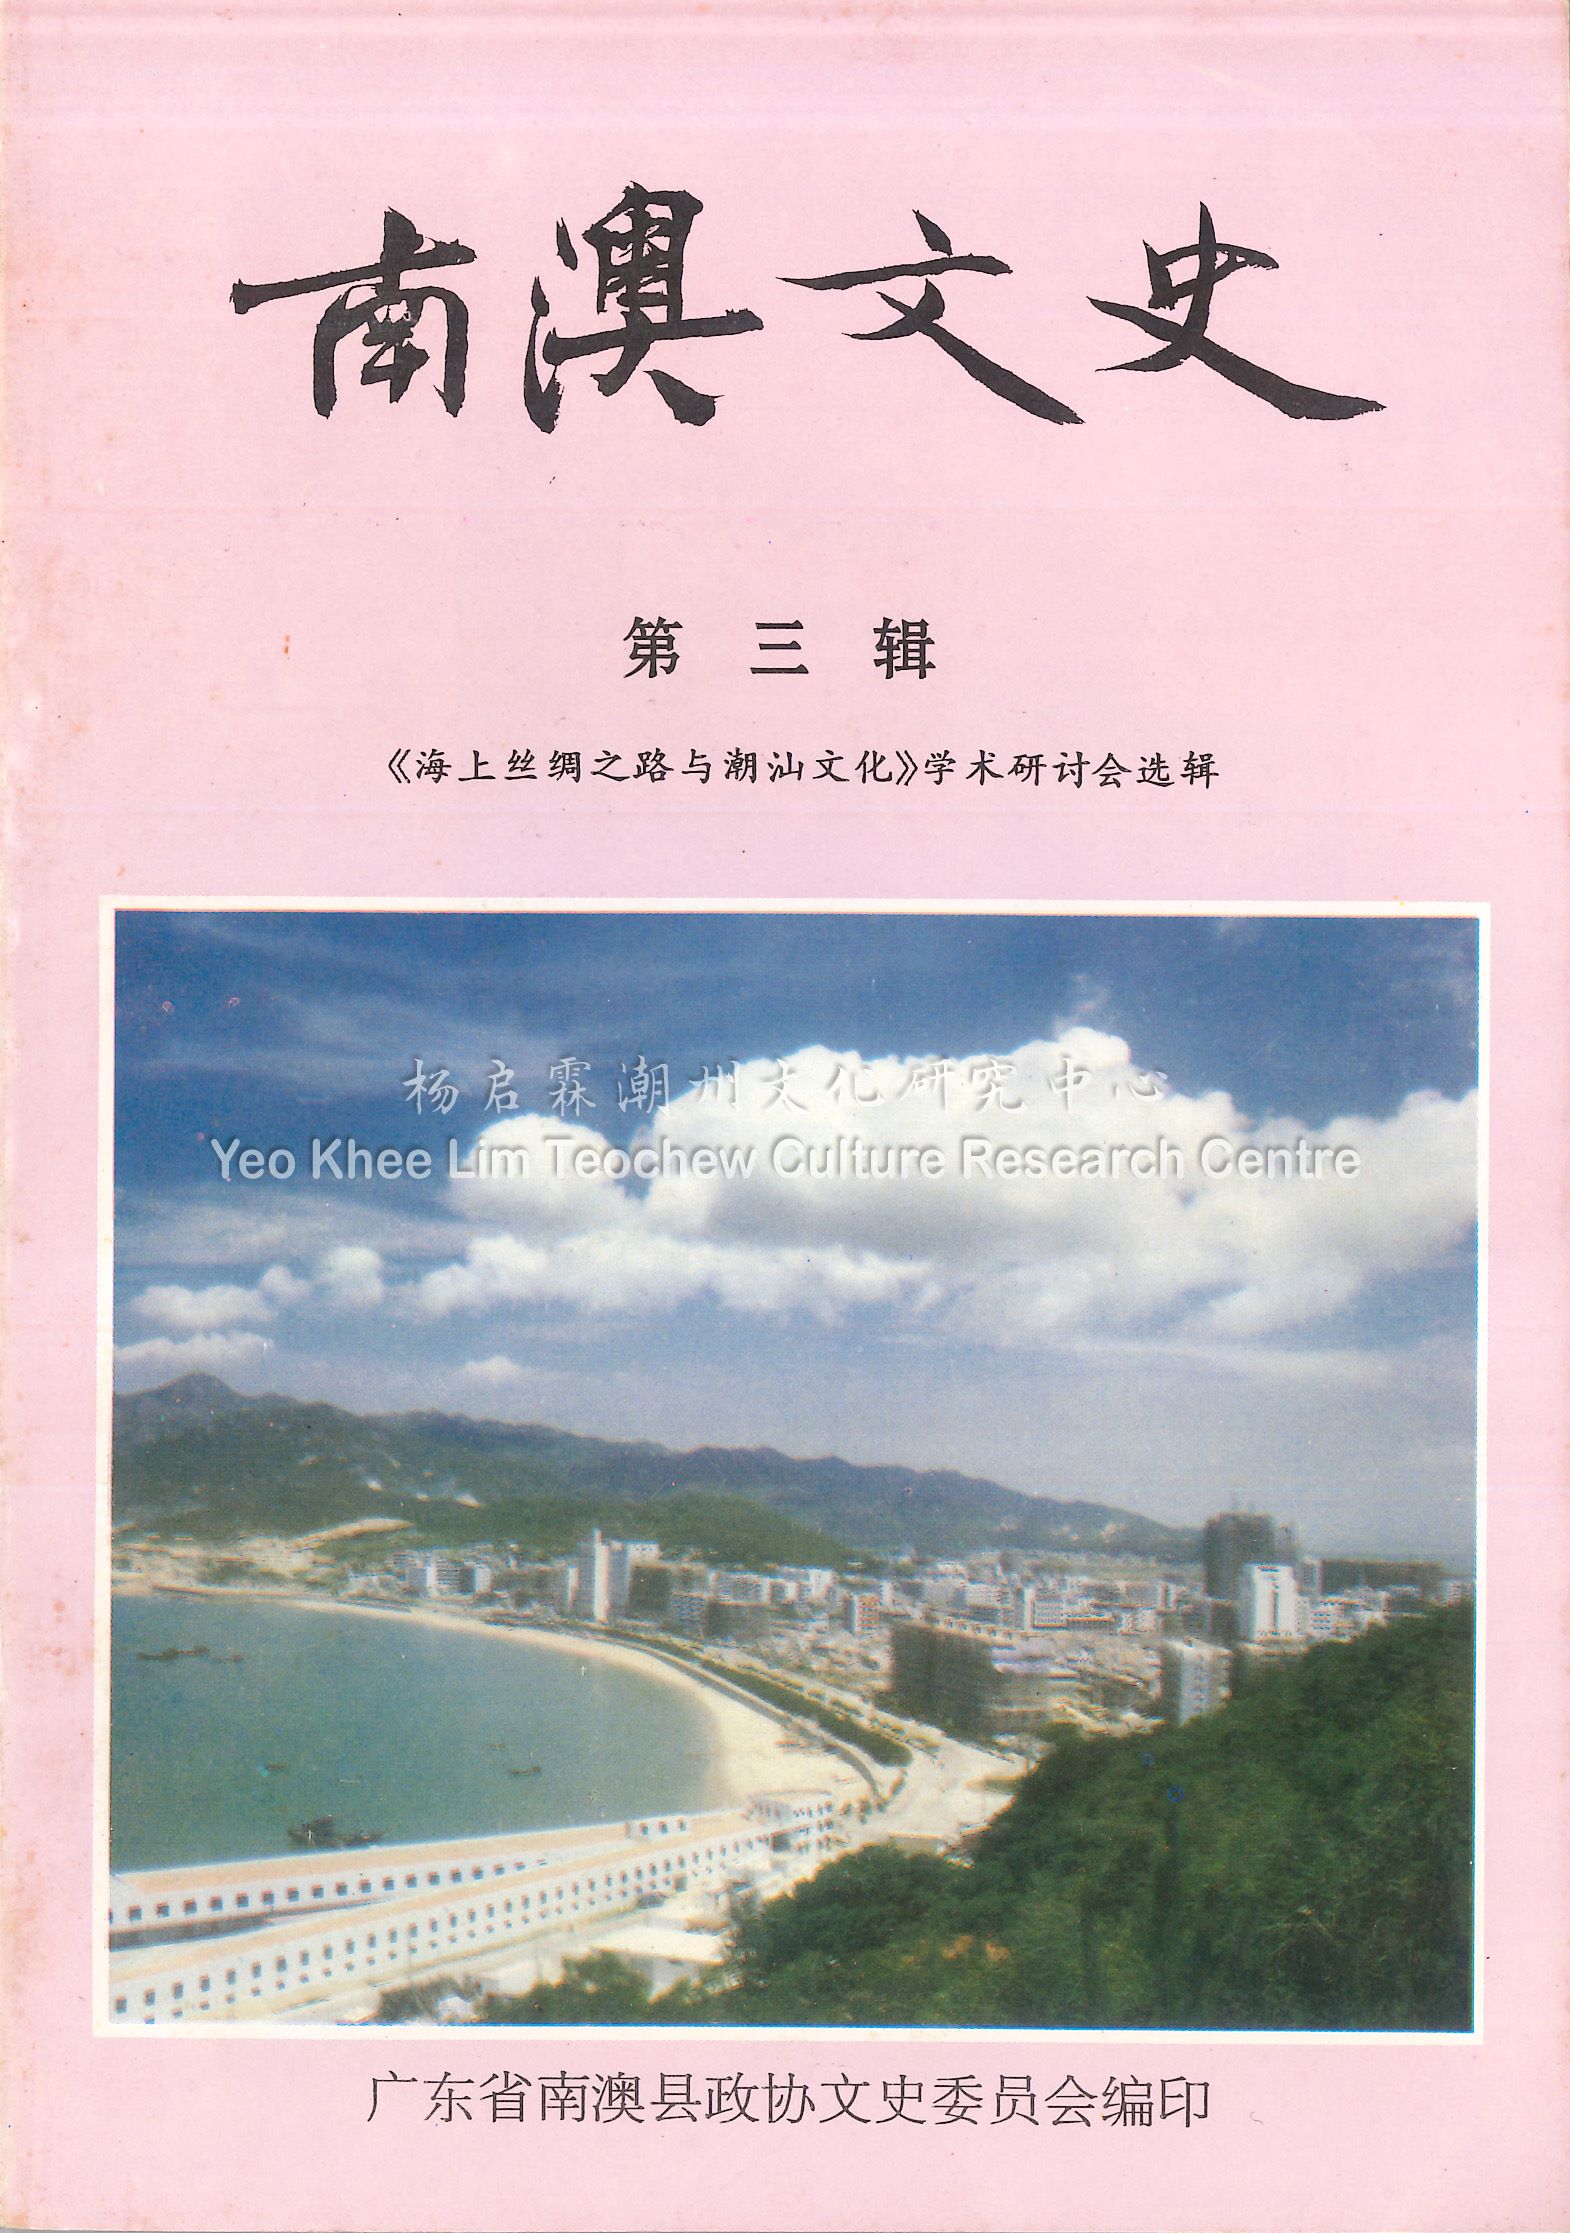 南澳文史
第三辑
《海上丝绸之路与潮汕文化》学术研讨会选辑
杨启霖潮州文化研究中心
Yeo Khee Lim Teochew Culture Research Centre
广东省南澳县政协文史委员会编印